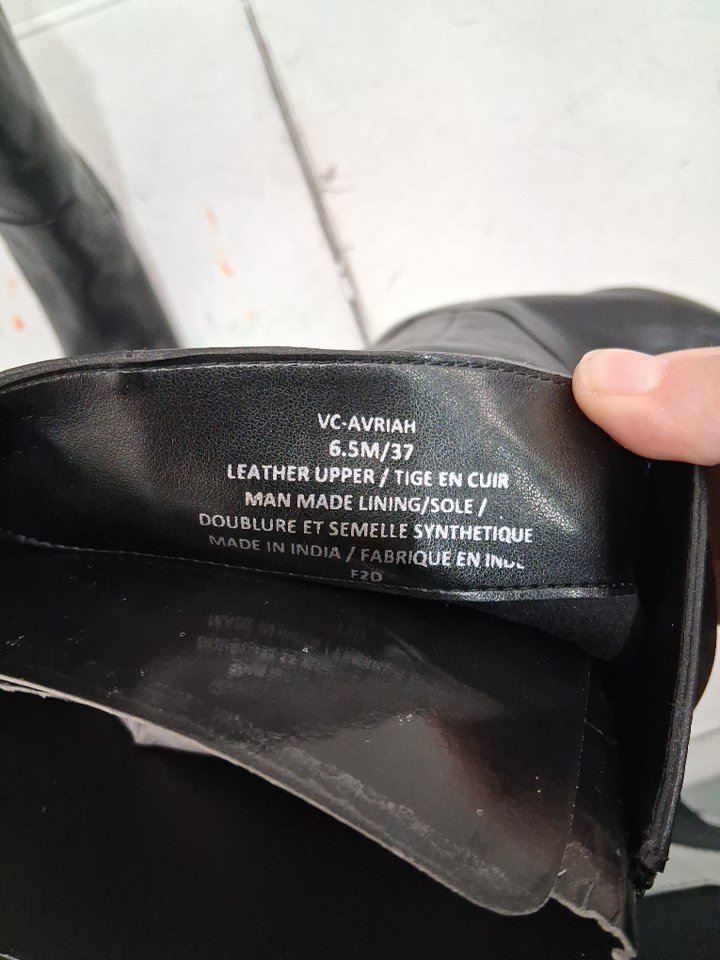 VC-AVRIAH
6.5M/37
LEATHER UPPER / TIGE EN CUIR
MAN MADE LINING/SOLE /
DOUBLURE ET SEMELLE SYNTHETIQUE
MADE IN INDIA / FABRIQUE EN
F20